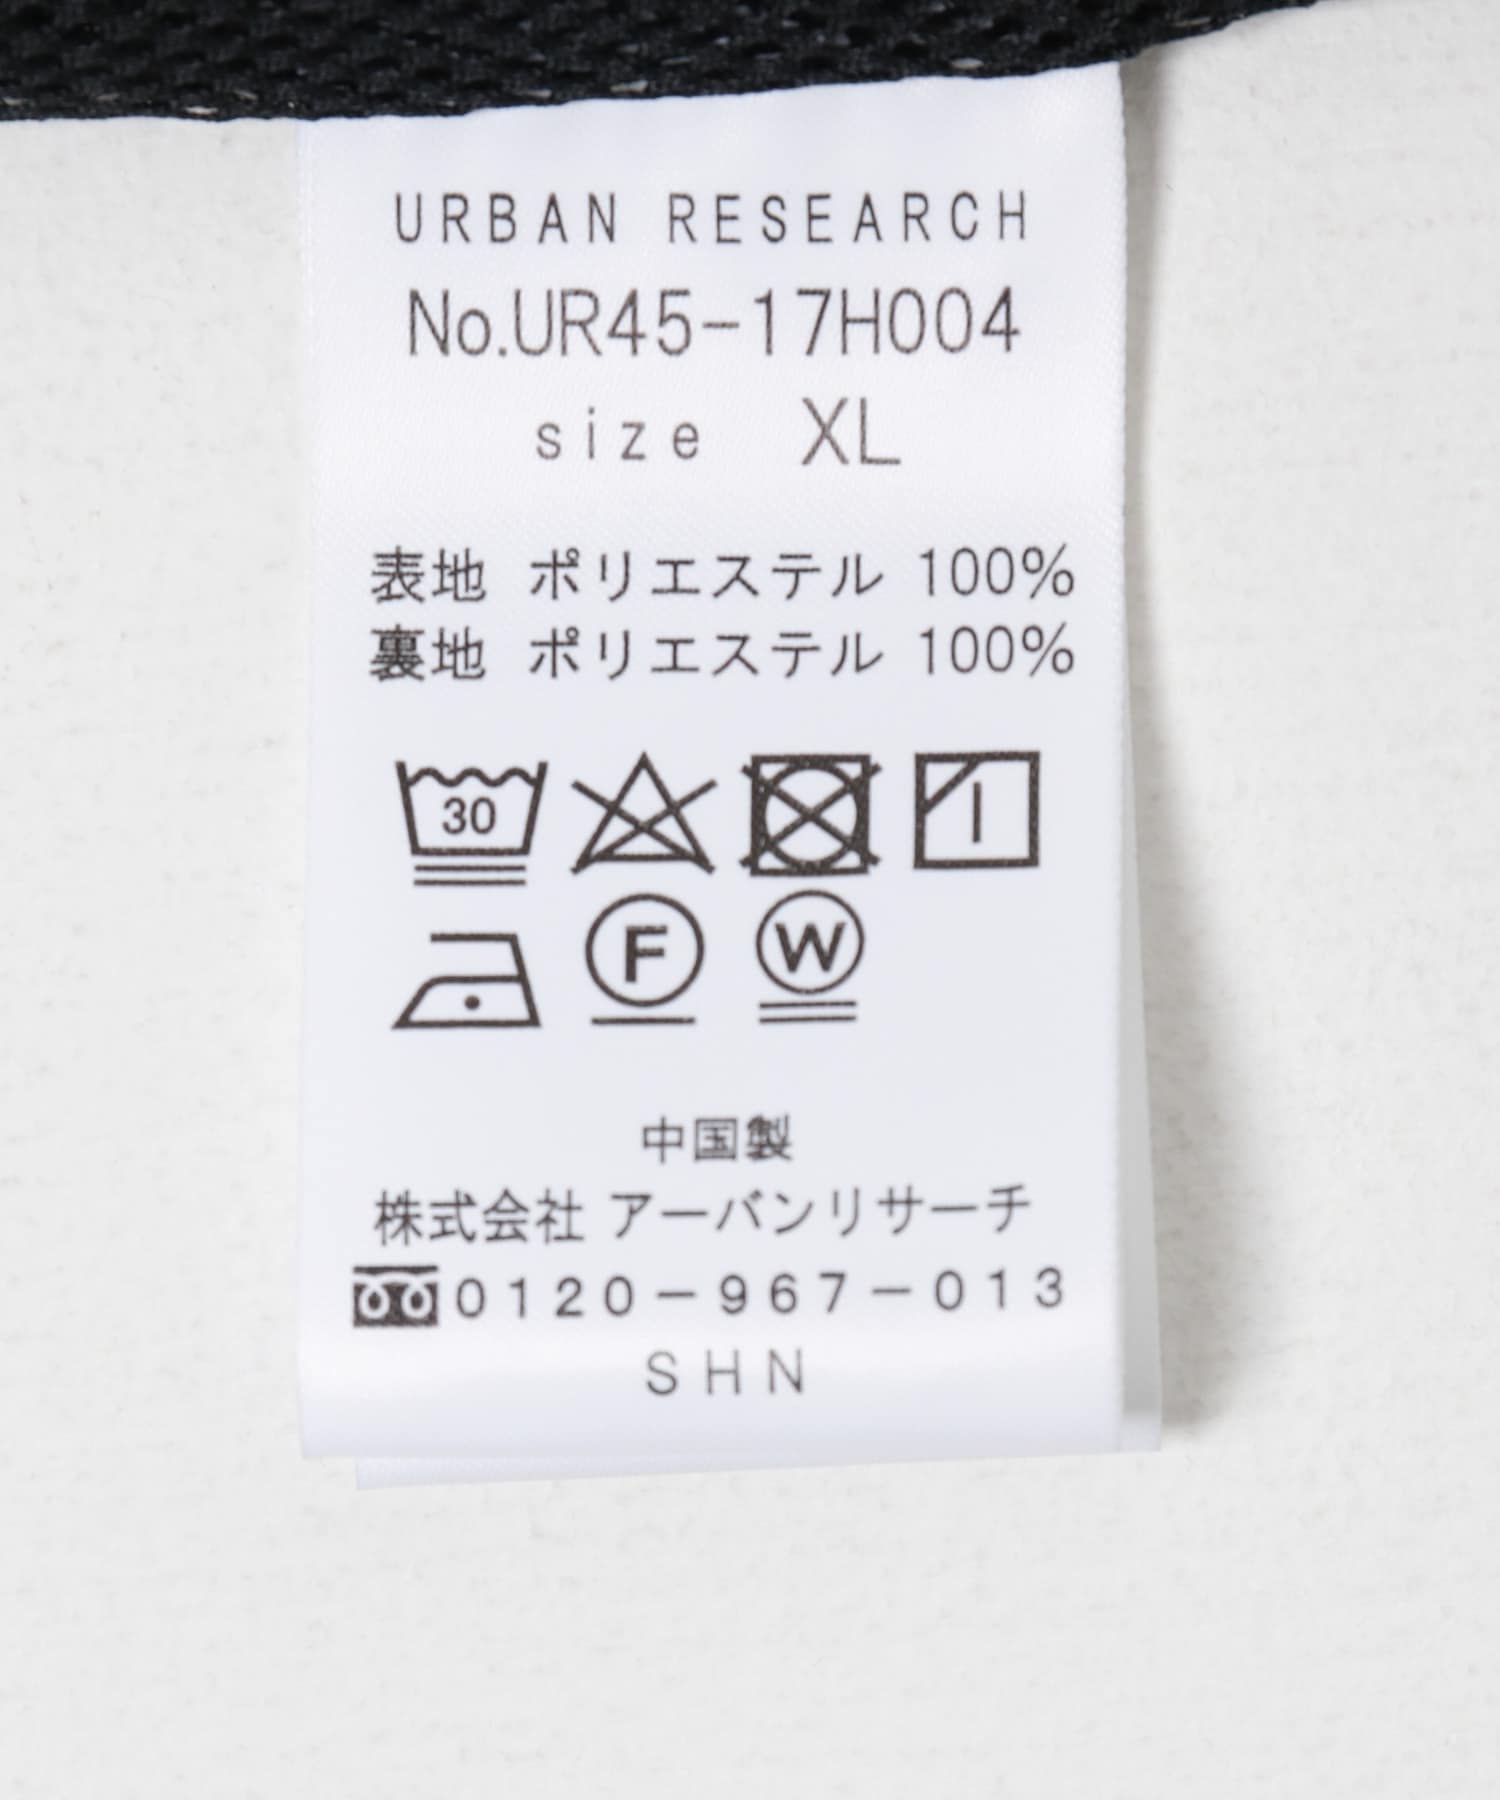 URBAN RESEARCH
No.UR45-17H004
size XL
表地 ポリエステル 100%
裏地 ポリエステル 100%
30
F W
中国製
株式会社 アーバンリサーチ
0120-967-013
SHN